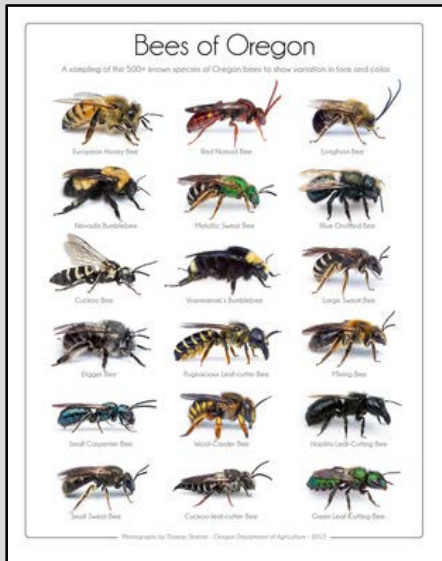 Bees of Oregon
A sampling of the 500+ known species of Oregon bees to show variation in form and color.
European Honey Bee
Red Nomad Bee
Longhorn Bee
Nevada Bumblebee
Metallic Sweat Bee
Blue Orchard Bee
Cuckoo Bee
Vosnesenski's Bumblebee
Large Sweat Bee
Digger Bee
Pugnacious Leaf-cutter Bee
Mining Bee
Small Carpenter Bee
Wool-Carder Bee
Hoplitis Leaf-Cutting Bee
Small Sweat Bee
Cuckoo-leaf-cutter Bee
Green Leaf-Cutting Bee
Photographs by Thomas Shahan - Oregon Department of Agriculture - 2015